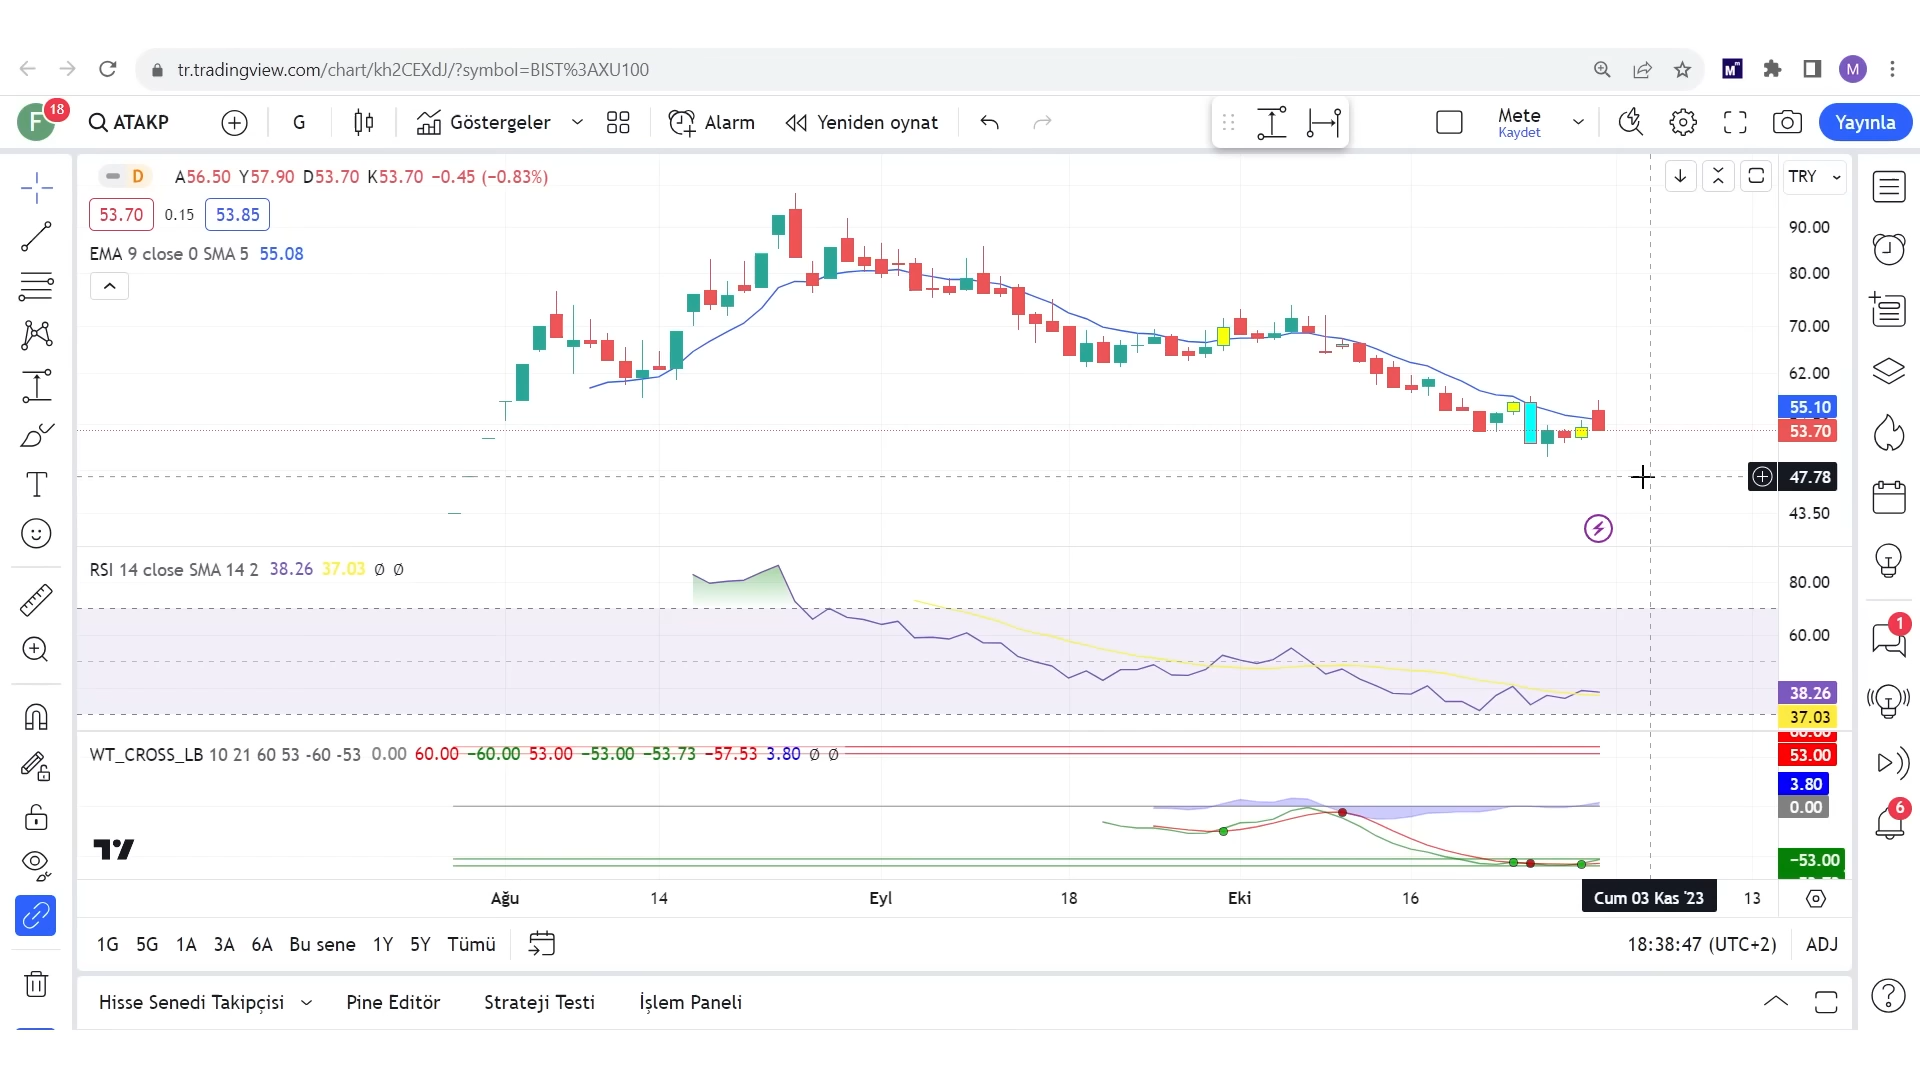 tr.tradingview.com/chart/kh2CEXdJ/?symbol=BIST%3AXU100
M
M
F 18 ATAKP G Göstergeler Alarm Yeniden oynat Mete Kaydet Yayınla
D A56.50 Y57.90 D53.70 K53.70 −0.45 (−0.83%)
TRY
53.70 0.15 53.85
EMA 9 close 0 SMA 5 55.08
90.00
80.00
70.00
62.00
55.10
53.70
47.78
43.50
RSI 14 close SMA 14 2 38.26 37.03 Ø Ø
80.00
60.00
38.26
37.03
WT_CROSS_LB 10 21 60 53 -60 -53 0.00 60.00 −60.00 53.00 −53.00 −53.73 −57.53 3.80 Ø Ø
60.00
53.00
3.80
0.00
−53.00
1
6
Ağu 14 Eyl 18 Eki 16 Cum 03 Kas '23 13
1G 5G 1A 3A 6A Bu sene 1Y 5Y Tümü 18:38:47 (UTC+2) ADJ
Hisse Senedi Takipçisi Pine Editör Strateji Testi İşlem Paneli